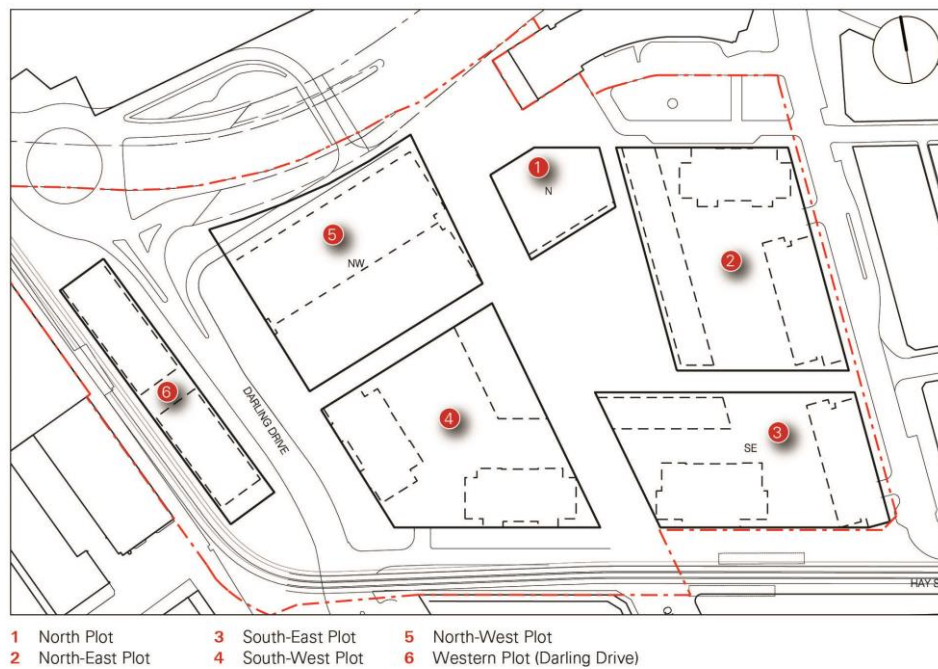 1
N
5
NW
2
6
DARLING DRIVE
4
3
SE
HAY S
1 North Plot 3 South-East Plot 5 North-West Plot
2 North-East Plot 4 South-West Plot 6 Western Plot (Darling Drive)